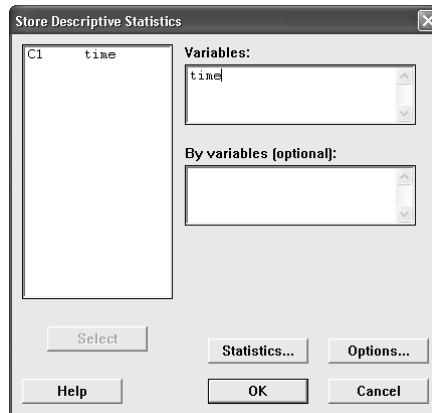 Store Descriptive Statistics
C1 time
Variables:
time
By variables (optional):
Select
Statistics...
Options...
Help
OK
Cancel